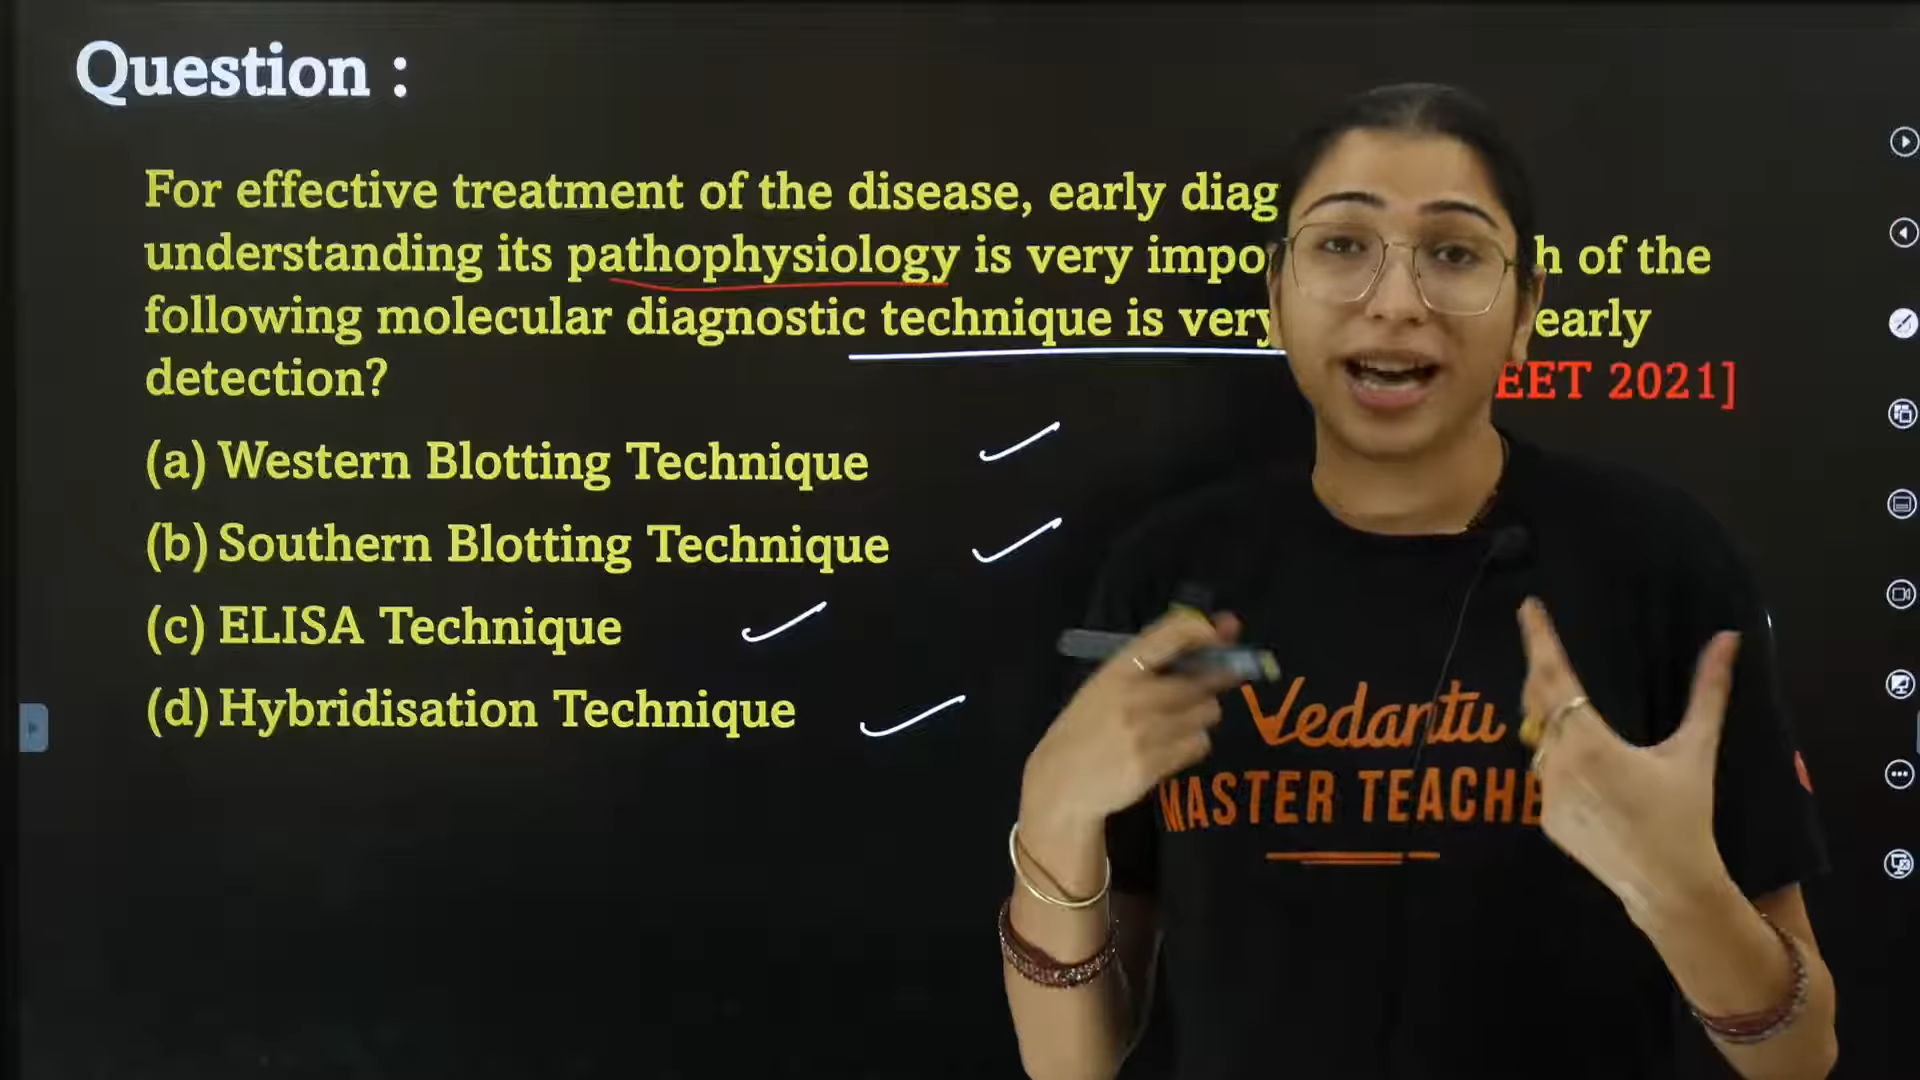 Question :
For effective treatment of the disease, early diag
understanding its pathophysiology is very impo h of the
following molecular diagnostic technique is very early
detection?
EET 2021]
(a) Western Blotting Technique
(b) Southern Blotting Technique
(c) ELISA Technique
(d) Hybridisation Technique
Vedantu
MASTER TEACHE